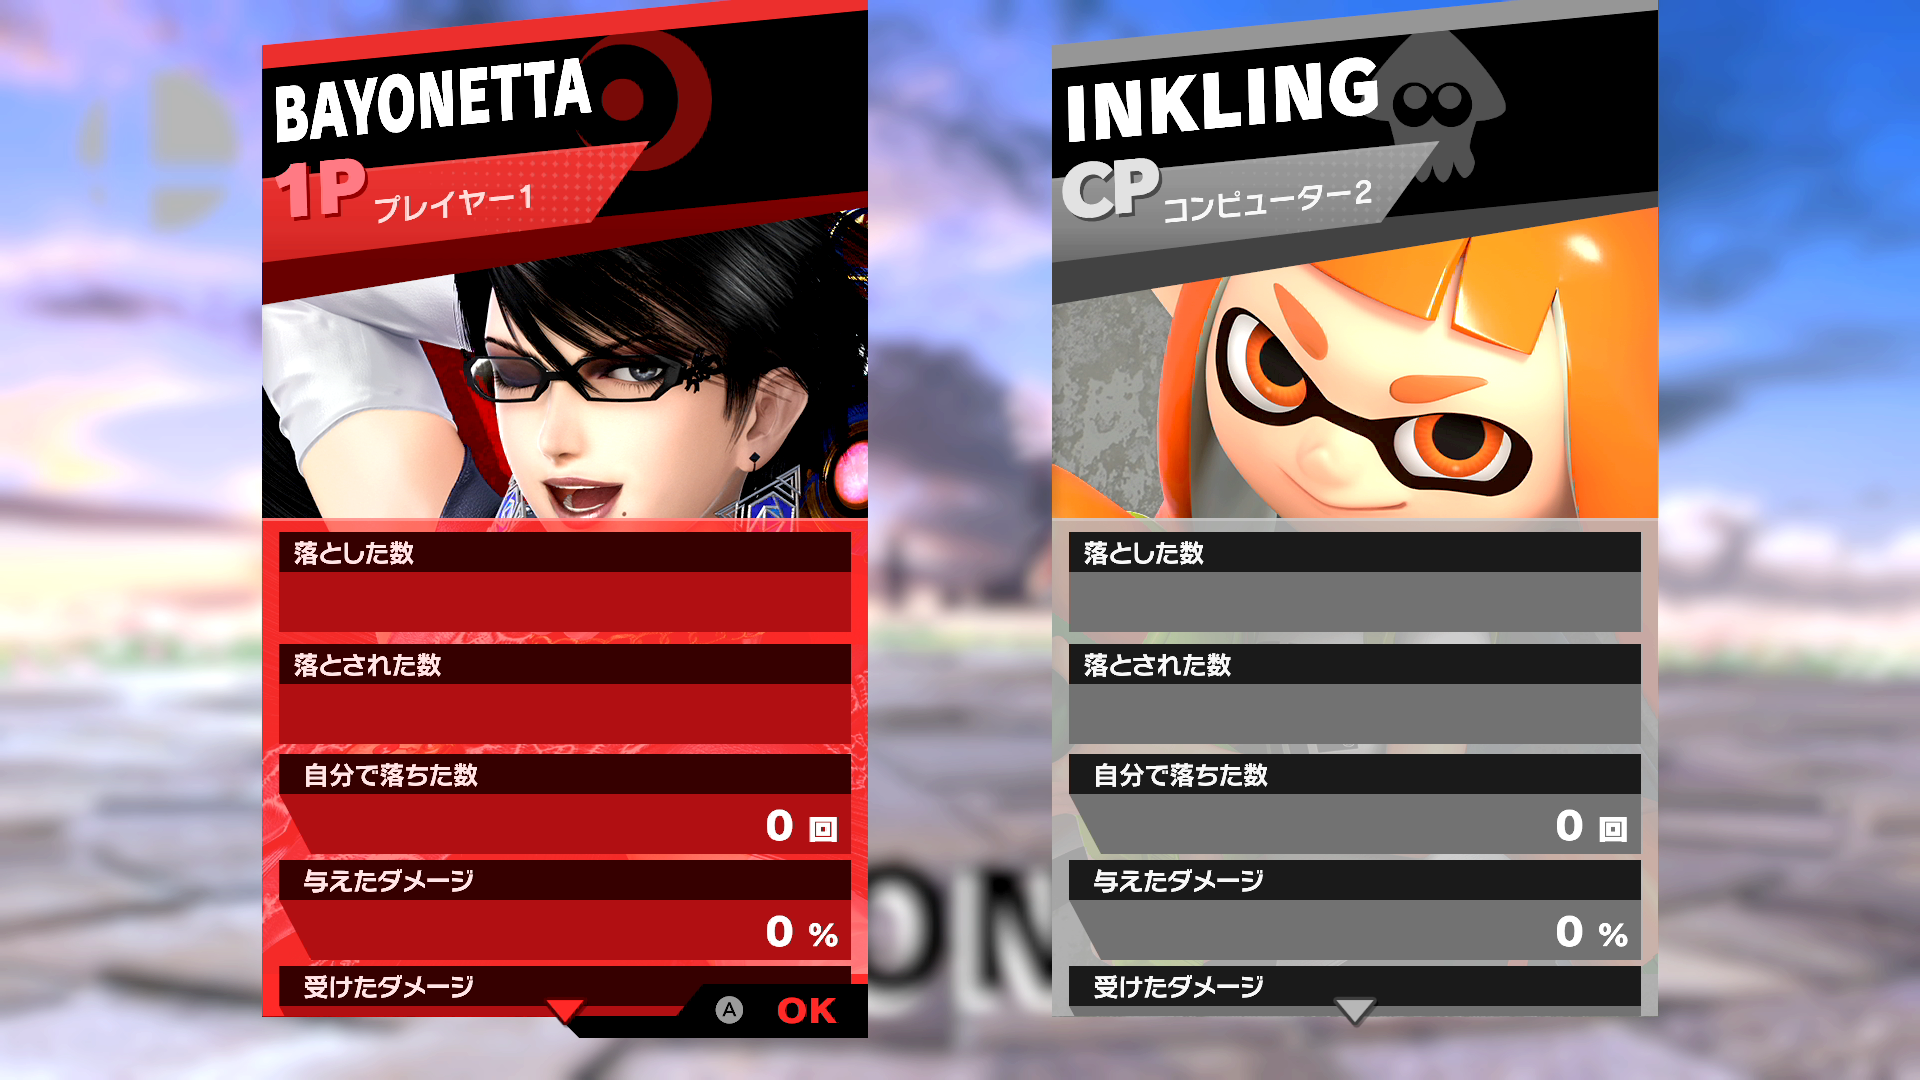 BAYONETTA
1P プレイヤー1
落とした数
落とされた数
自分で落ちた数
0 回
与えたダメージ
0 %
受けたダメージ
A OK
INKLING
CP コンピューター2
落とした数
落とされた数
自分で落ちた数
0 回
与えたダメージ
0 %
受けたダメージ
ON